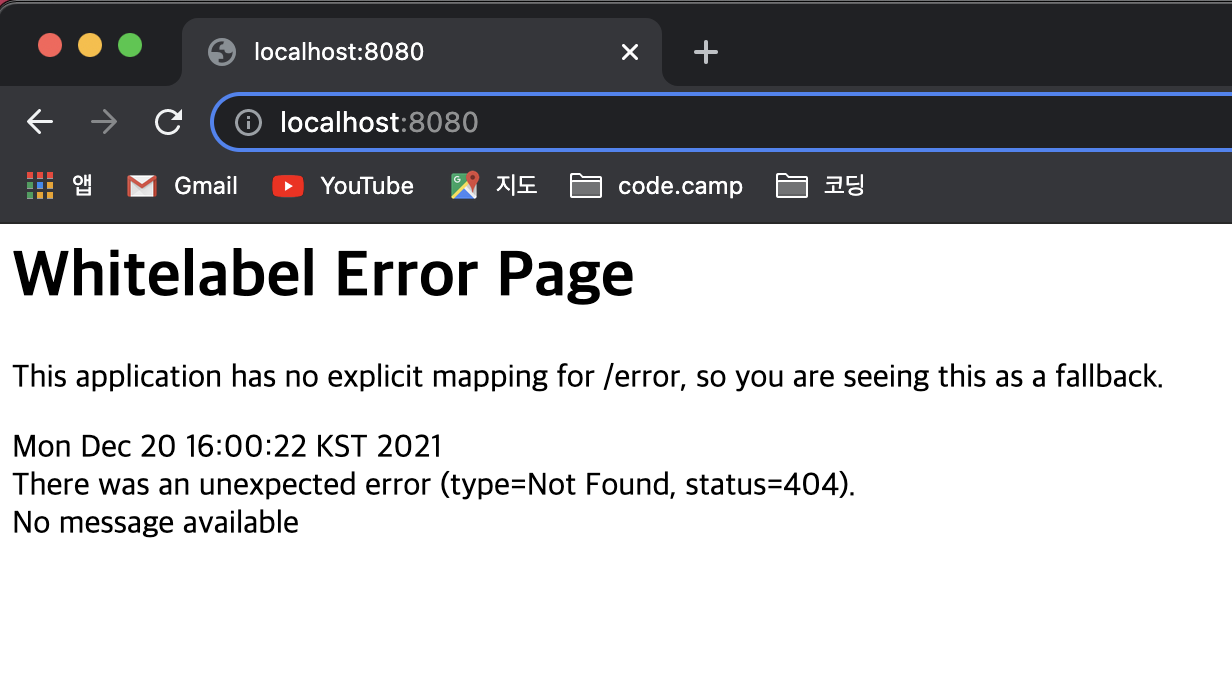 localhost:8080
localhost:8080
앱 Gmail YouTube 지도 code.camp 코딩
Whitelabel Error Page
This application has no explicit mapping for /error, so you are seeing this as a fallback.
Mon Dec 20 16:00:22 KST 2021
There was an unexpected error (type=Not Found, status=404).
No message available